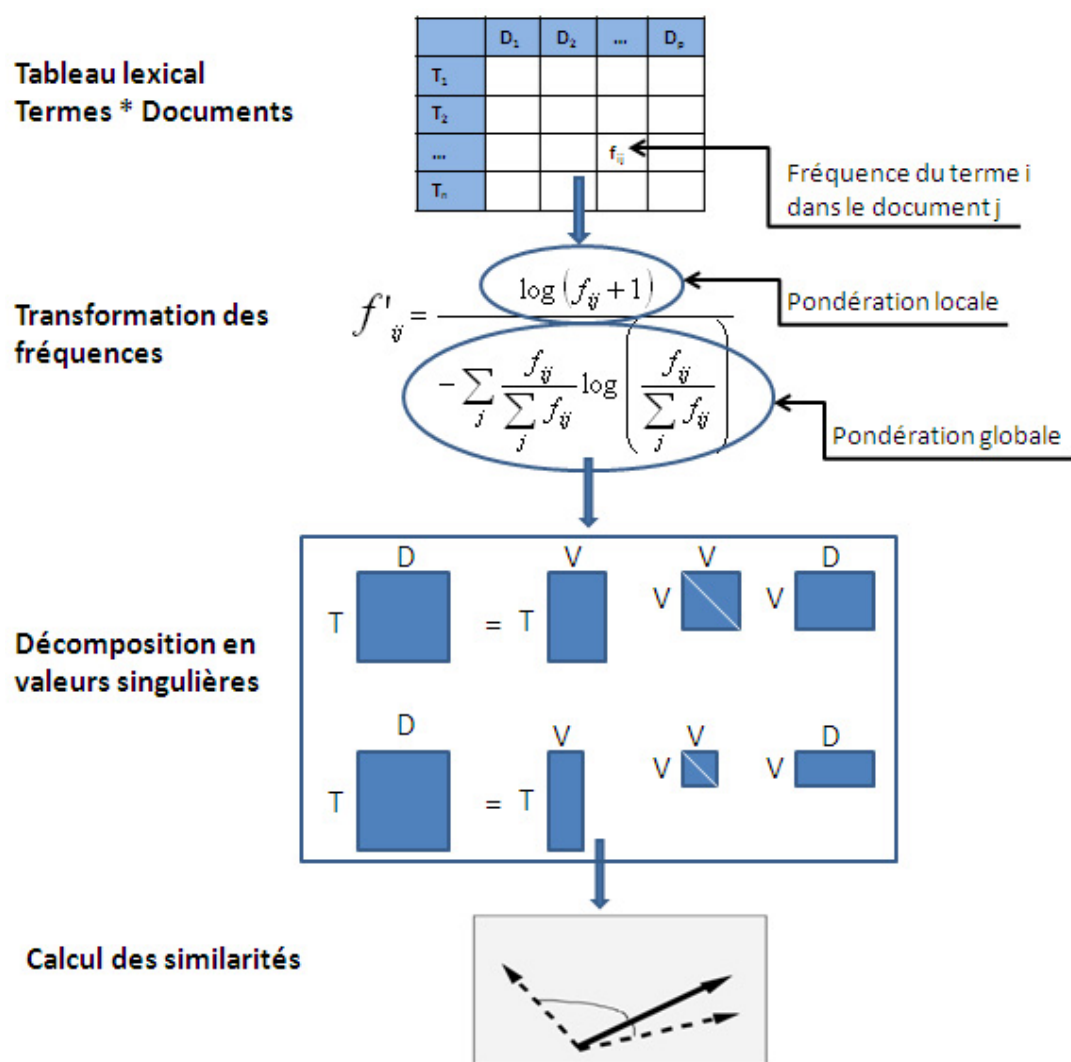 D₁ D₂ ... Dₚ
T₁
T₂
...
Tₙ
fᵢⱼ
Tableau lexical
Termes * Documents
Fréquence du terme i
dans le document j
Transformation des
fréquences
f'ᵢⱼ = log (fᵢⱼ + 1) / -∑ⱼ fᵢⱼ / ∑ⱼ fᵢⱼ log ( fᵢⱼ / ∑ⱼ fᵢⱼ )
Pondération locale
Pondération globale
Décomposition en
valeurs singulières
D V V D
T = T V V
D V V D
T = T V V
Calcul des similarités